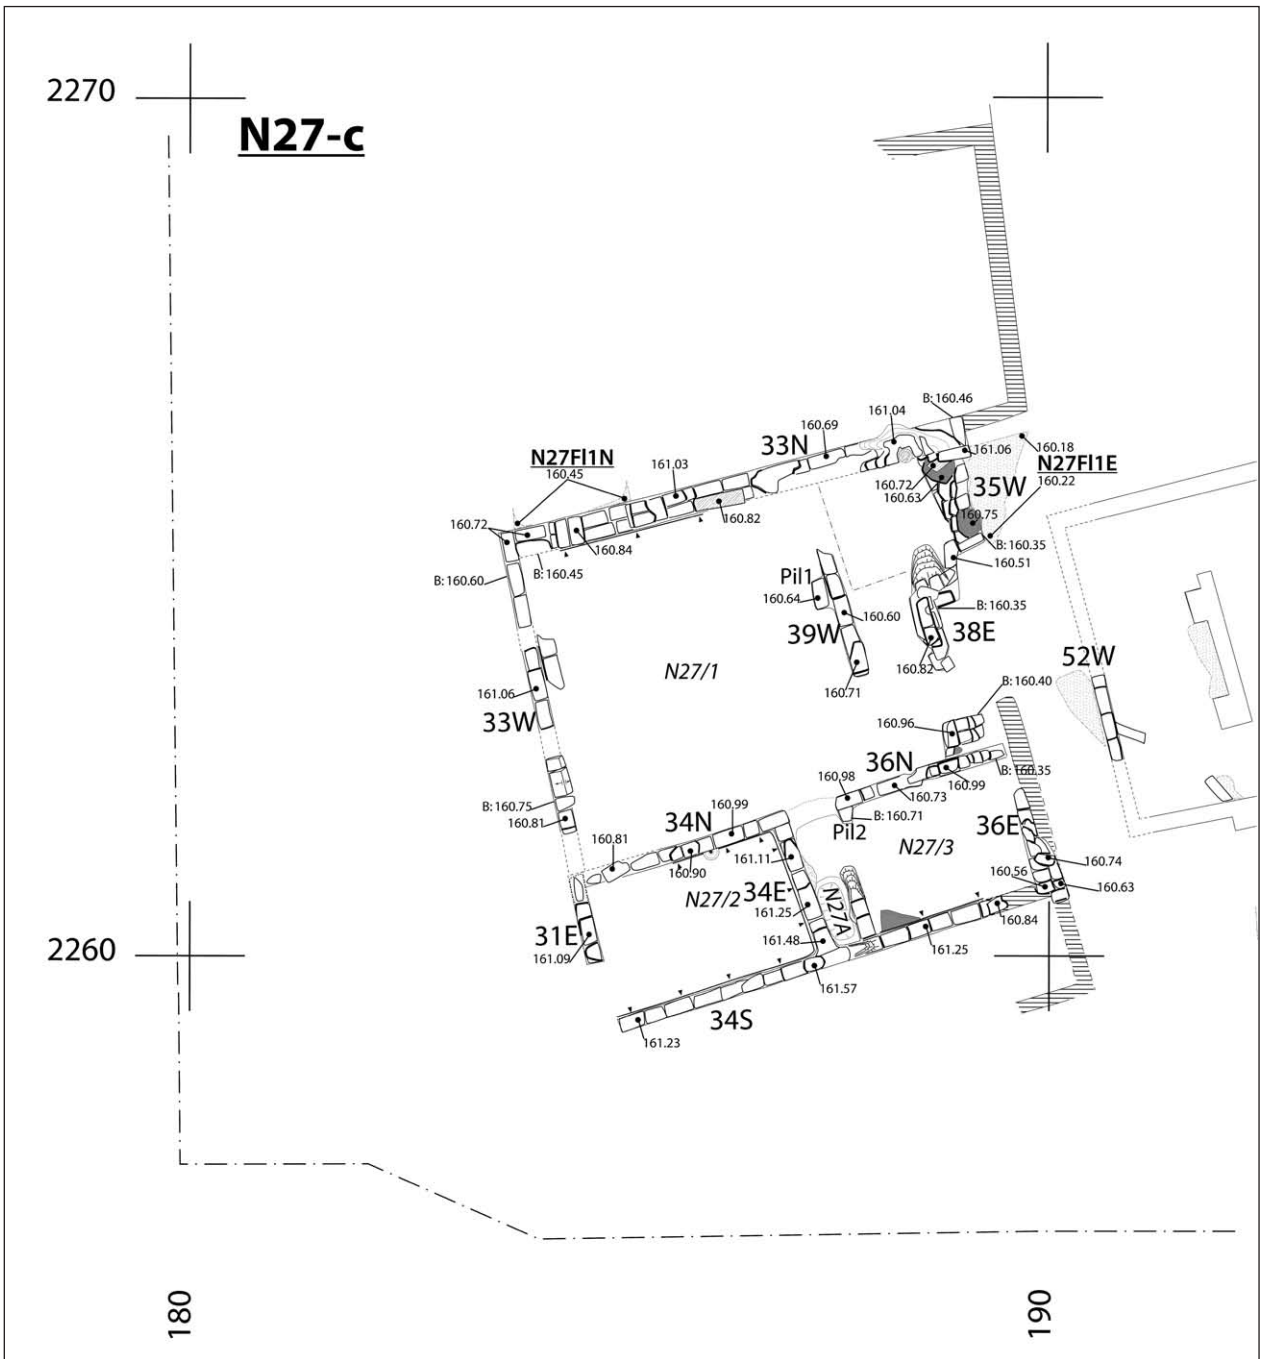 2270
N27-c
B: 160.46
161.04
160.69
33N
161.06
160.18
N27Fl1N
160.45
161.03
N27Fl1E
160.22
160.72
160.63
35W
160.72
160.82
160.75
160.84
B: 160.35
160.51
B: 160.60
B: 160.45
Pil1
160.64
160.60
B: 160.35
39W
38E
52W
N27/1
160.82
B: 160.40
161.06
160.71
33W
160.96
36N
160.98
160.99
B: 160.35
160.73
B: 160.75
34N
160.99
160.81
B: 160.71
36E
160.81
Pil2
N27/3
161.11
160.74
160.90
160.56
N27/2
34E
N27A
160.63
161.25
160.84
31E
161.48
2260
161.09
161.25
161.57
34S
161.23
180
190